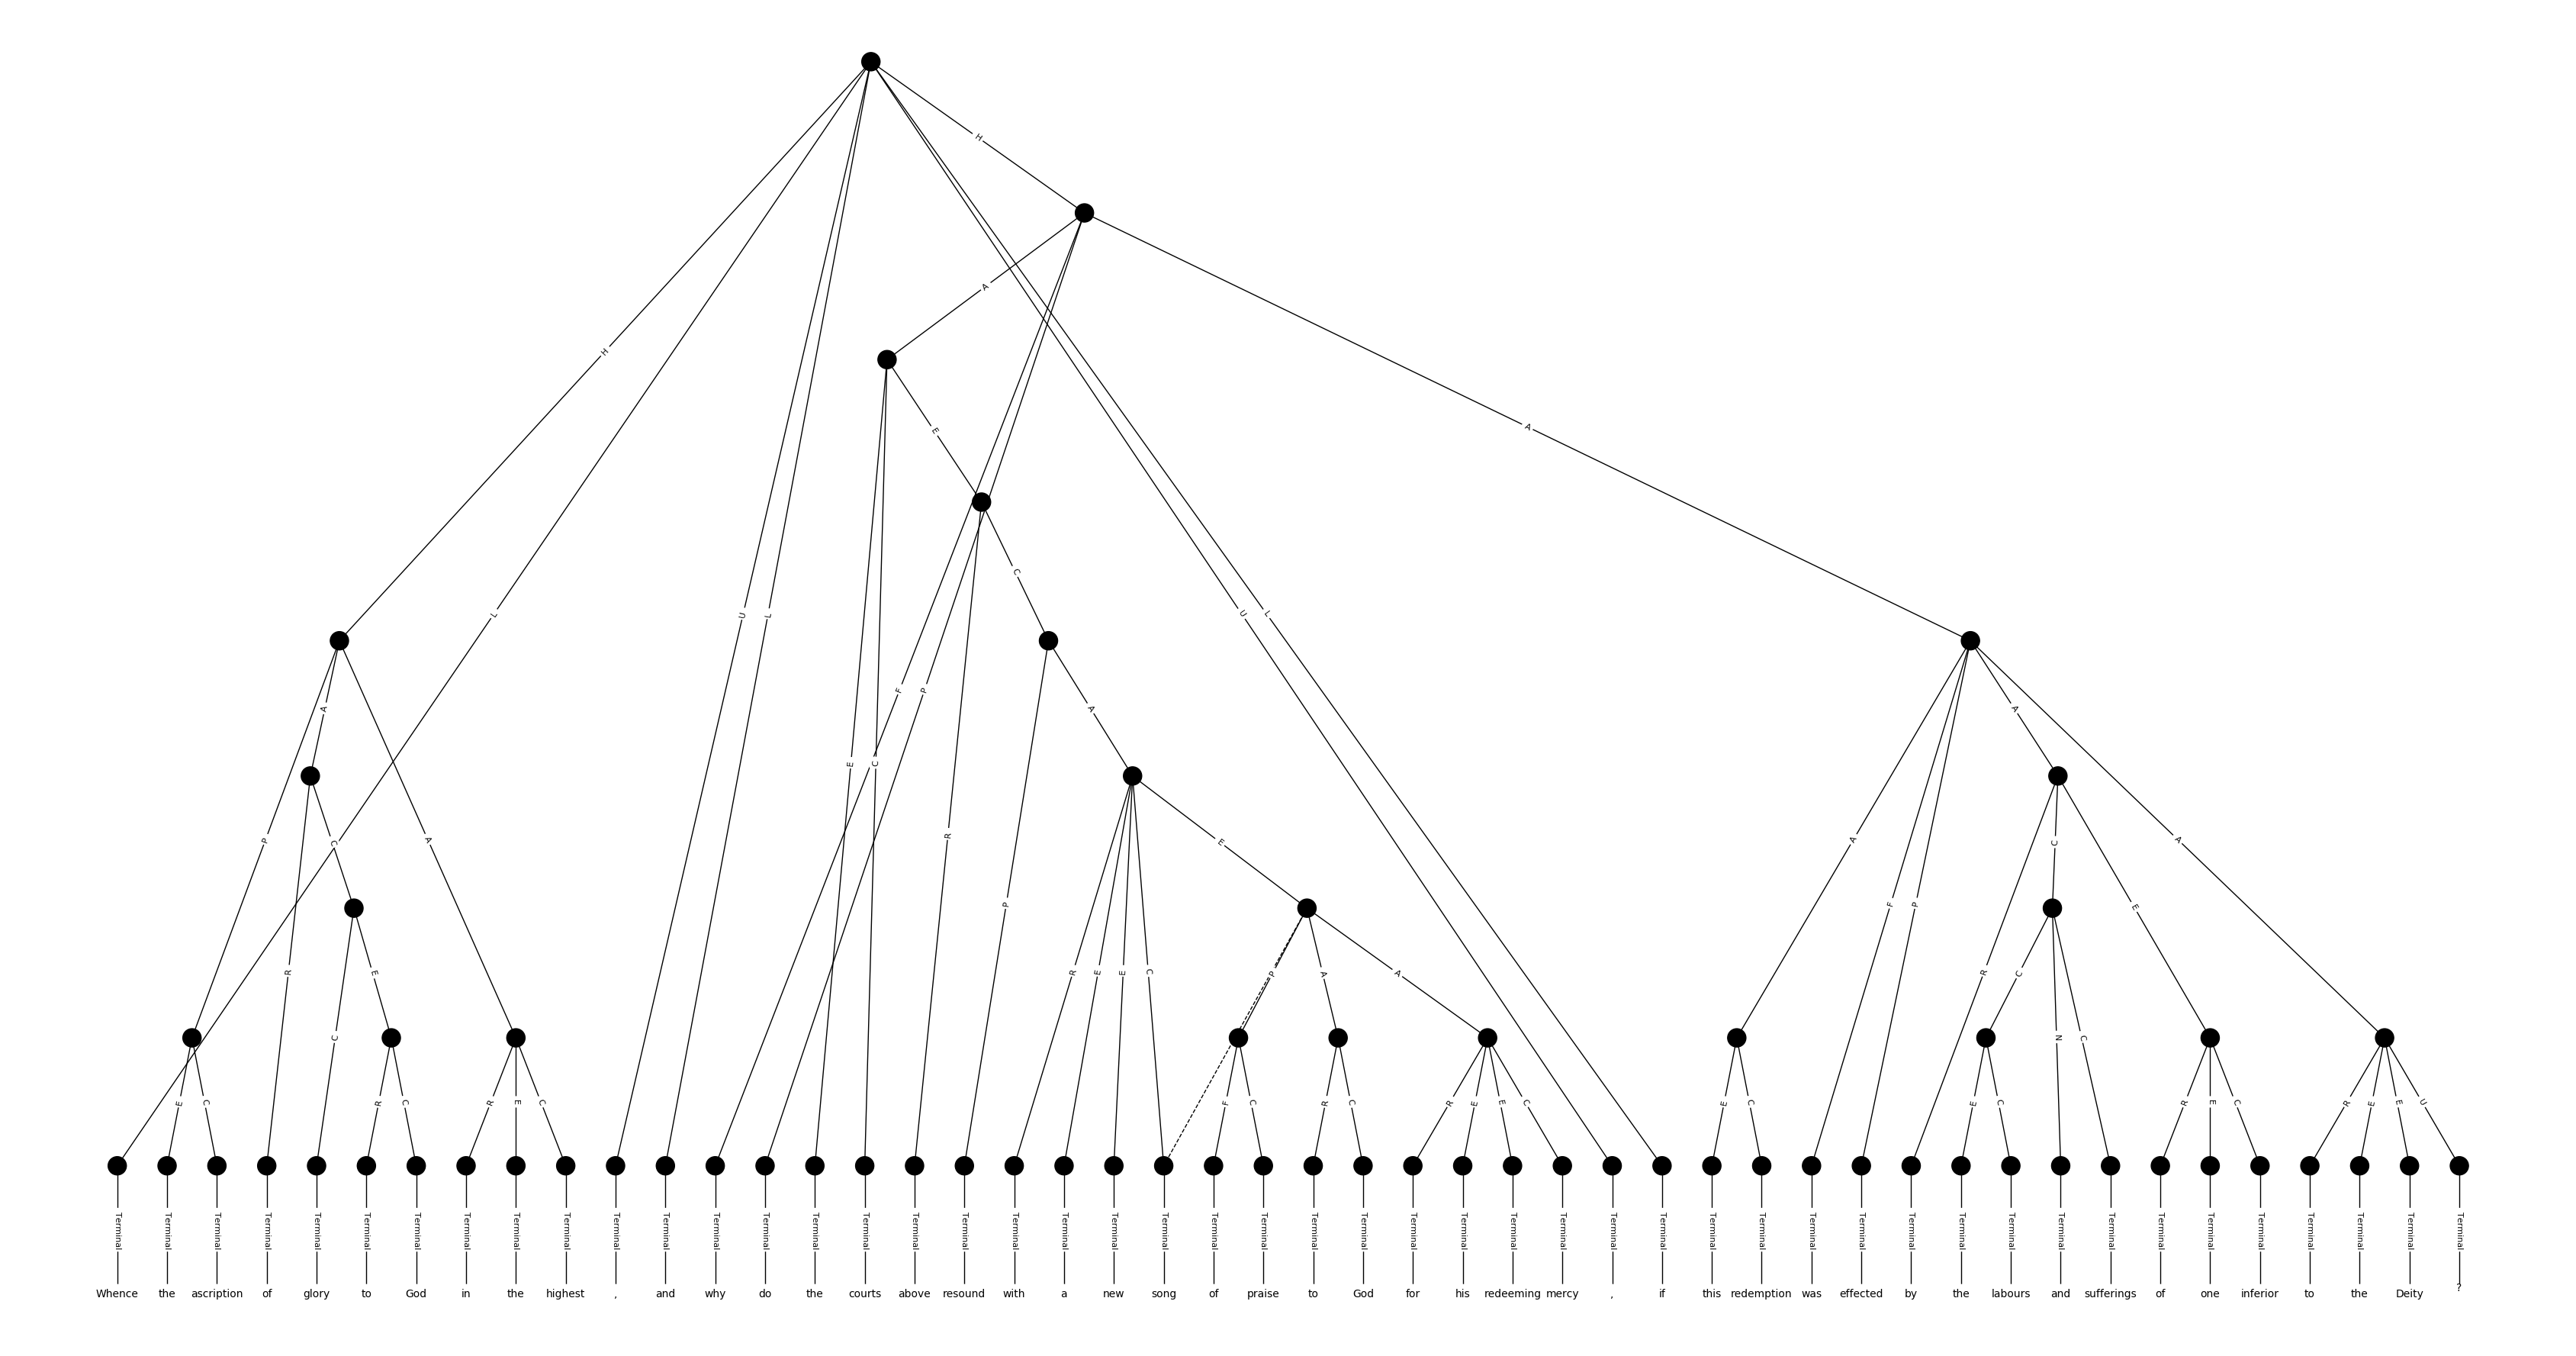 H
H
A
A
E
H
C
L
U
L
U
L
A
F
P
A
A
E
C
P
C
A
R
P
E
A
C
E
A
R
C
E
R
E
E
C
P
A
A
F
P
R
C
N
C
E
C
R
C
R
E
C
F
C
R
C
R
E
E
C
E
C
E
C
R
E
C
R
E
E
U
Terminal Terminal Terminal Terminal Terminal Terminal Terminal Terminal Terminal Terminal Terminal Terminal Terminal Terminal Terminal Terminal Terminal Terminal Terminal Terminal Terminal Terminal Terminal Terminal Terminal Terminal Terminal Terminal Terminal Terminal Terminal Terminal Terminal Terminal Terminal Terminal Terminal Terminal Terminal Terminal Terminal Terminal Terminal Terminal Terminal Terminal Terminal Terminal
Whence the ascription of glory to God in the highest , and why do the courts above resound with a new song of praise to God for his redeeming mercy , if this redemption was effected by the labours and sufferings of one inferior to the Deity ?